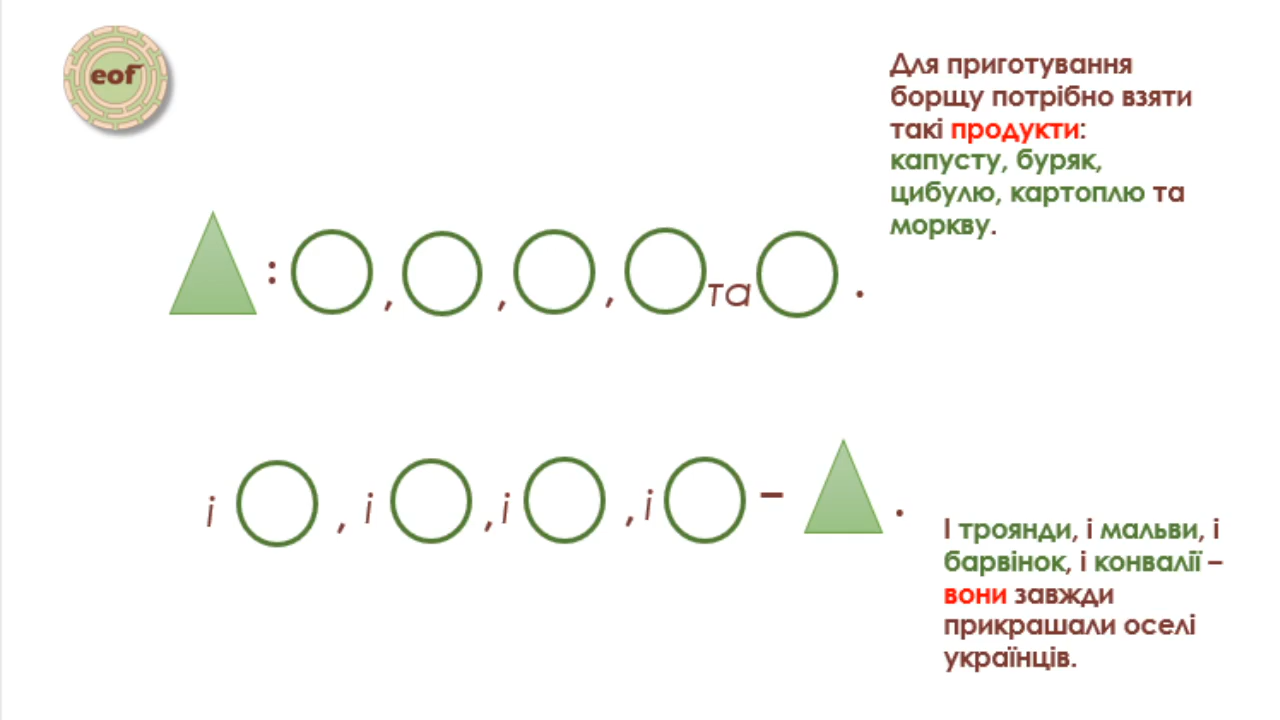 eof
Для приготування
борщу потрібно взяти
такі продукти:
капусту, буряк,
цибулю, картоплю та
моркву.
: , , , та .
і , і , і , і – .
І троянди, і мальви, і
барвінок, і конвалії –
вони завжди
прикрашали оселі
українців.